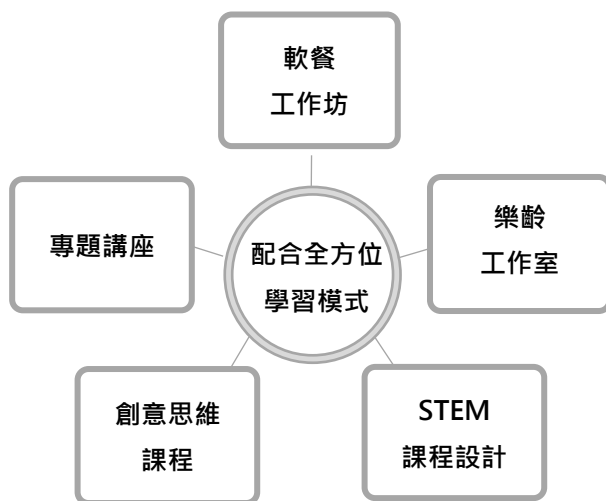 軟餐
工作坊
專題講座
配合全方位
學習模式
樂齡
工作室
創意思維
課程
STEM
課程設計